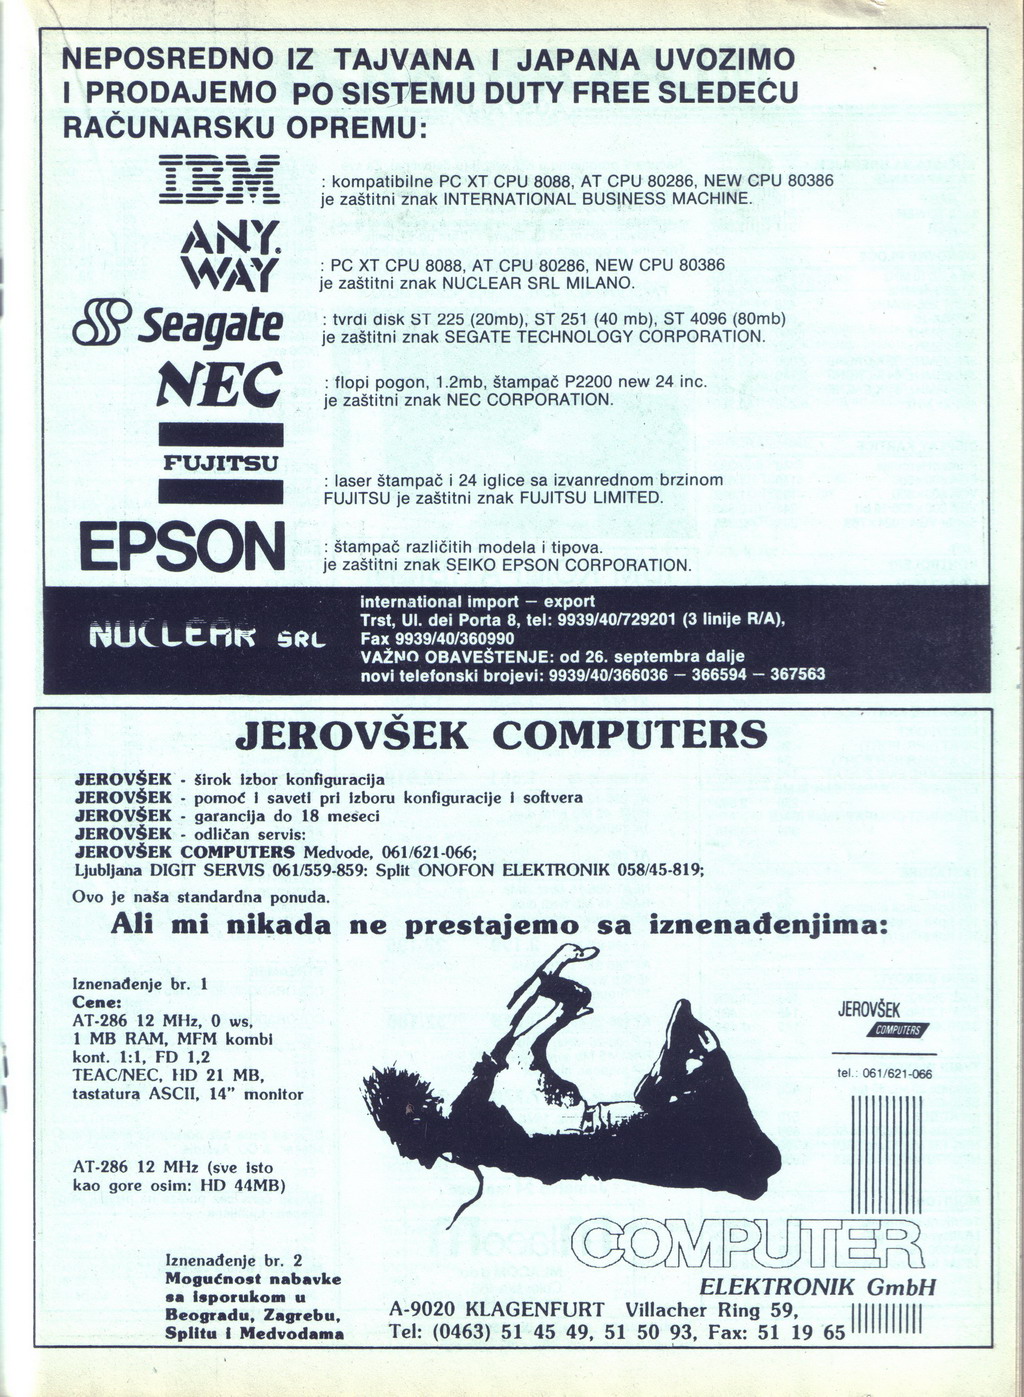 NEPOSREDNO IZ TAJVANA I JAPANA UVOZIMO
I PRODAJEMO PO SISTEMU DUTY FREE SLEDEĆU
RAČUNARSKU OPREMU:
IBM
: kompatibilne PC XT CPU 8088, AT CPU 80286, NEW CPU 80386
je zaštitni znak INTERNATIONAL BUSINESS MACHINE.
ANY.
WAY
: PC XT CPU 8088, AT CPU 80286, NEW CPU 80386
je zaštitni znak NUCLEAR SRL MILANO.
Seagate
: tvrdi disk ST 225 (20mb), ST 251 (40 mb), ST 4096 (80mb)
je zaštitni znak SEGATE TECHNOLOGY CORPORATION.
NEC
: flopi pogon, 1.2mb, štampač P2200 new 24 inc.
je zaštitni znak NEC CORPORATION.
FUJITSU
: laser štampač i 24 iglice sa izvanrednom brzinom
FUJITSU je zaštitni znak FUJITSU LIMITED.
EPSON
: štampač različitih modela i tipova.
je zaštitni znak SEIKO EPSON CORPORATION.
NUCLEAR SRL
international import — export
Trst, Ul. dei Porta 8, tel: 9939/40/729201 (3 linije R/A),
Fax 9939/40/360990
VAŽNO OBAVEŠTENJE: od 26. septembra dalje
novi telefonski brojevi: 9939/40/366036 — 366594 — 367563
JEROVŠEK COMPUTERS
JEROVŠEK - širok izbor konfiguracija
JEROVŠEK - pomoć i saveti pri izboru konfiguracije i softvera
JEROVŠEK - garancija do 18 meseci
JEROVŠEK - odličan servis:
JEROVŠEK COMPUTERS Medvode, 061/621-066;
Ljubljana DIGIT SERVIS 061/559-859: Split ONOFON ELEKTRONIK 058/45-819;
Ovo je naša standardna ponuda.
Ali mi nikada ne prestajemo sa iznenađenjima:
Iznenađenje br. 1
Cene:
AT-286 12 MHz, 0 ws,
1 MB RAM, MFM kombi
kont. 1:1, FD 1,2
TEAC/NEC, HD 21 MB,
tastatura ASCII, 14" monitor
AT-286 12 MHz (sve isto
kao gore osim: HD 44MB)
Iznenađenje br. 2
Mogućnost nabavke
sa isporukom u
Beogradu, Zagrebu,
Splitu i Medvodama
JEROVŠEK
COMPUTERS
tel.: 061/621-066
COMPUTER
ELEKTRONIK GmbH
A-9020 KLAGENFURT Villacher Ring 59,
Tel: (0463) 51 45 49, 51 50 93, Fax: 51 19 65